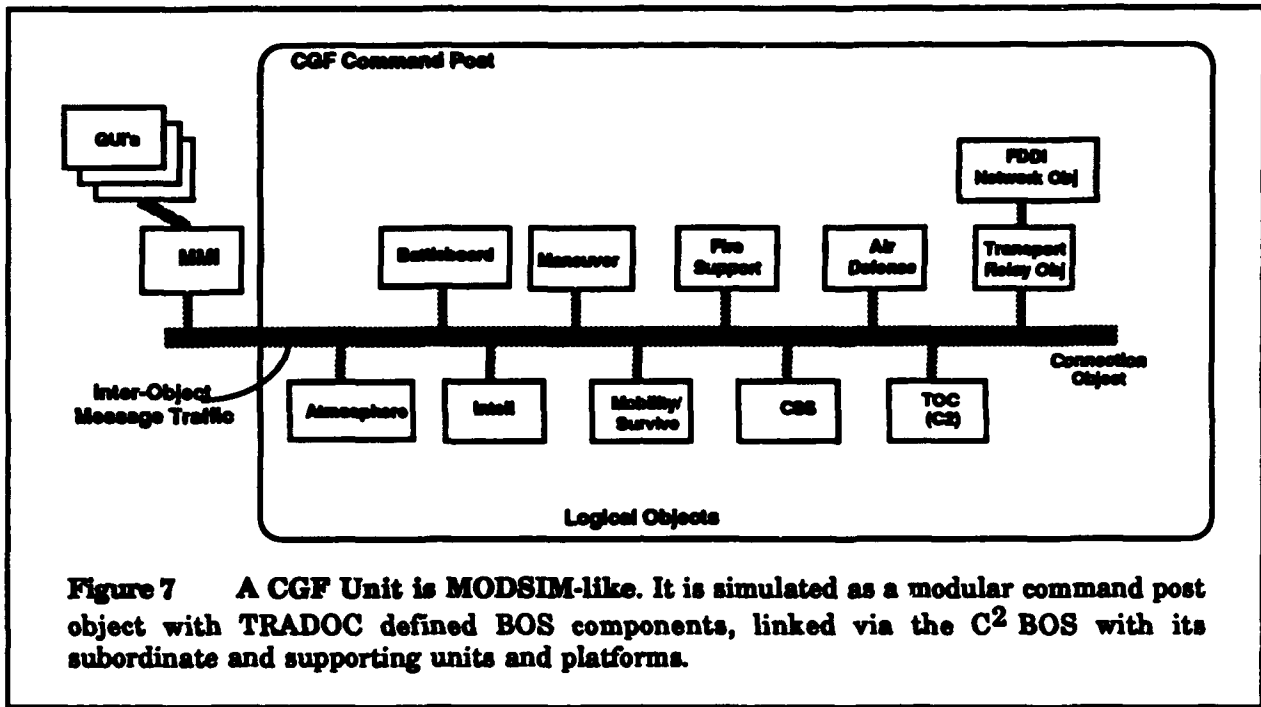 CGF Command Post
GUI's
FDDI
Network Obj
MMI
Battleboard
Maneuver
Fire
Support
Air
Defense
Transport
Relay Obj
Connection
Object
Inter-Object
Message Traffic
Atmosphere
Intell
Mobility/
Survive
CSS
TOC
(C2)
Logical Objects
Figure 7 A CGF Unit is MODSIM-like. It is simulated as a modular command post
object with TRADOC defined BOS components, linked via the C² BOS with its
subordinate and supporting units and platforms.